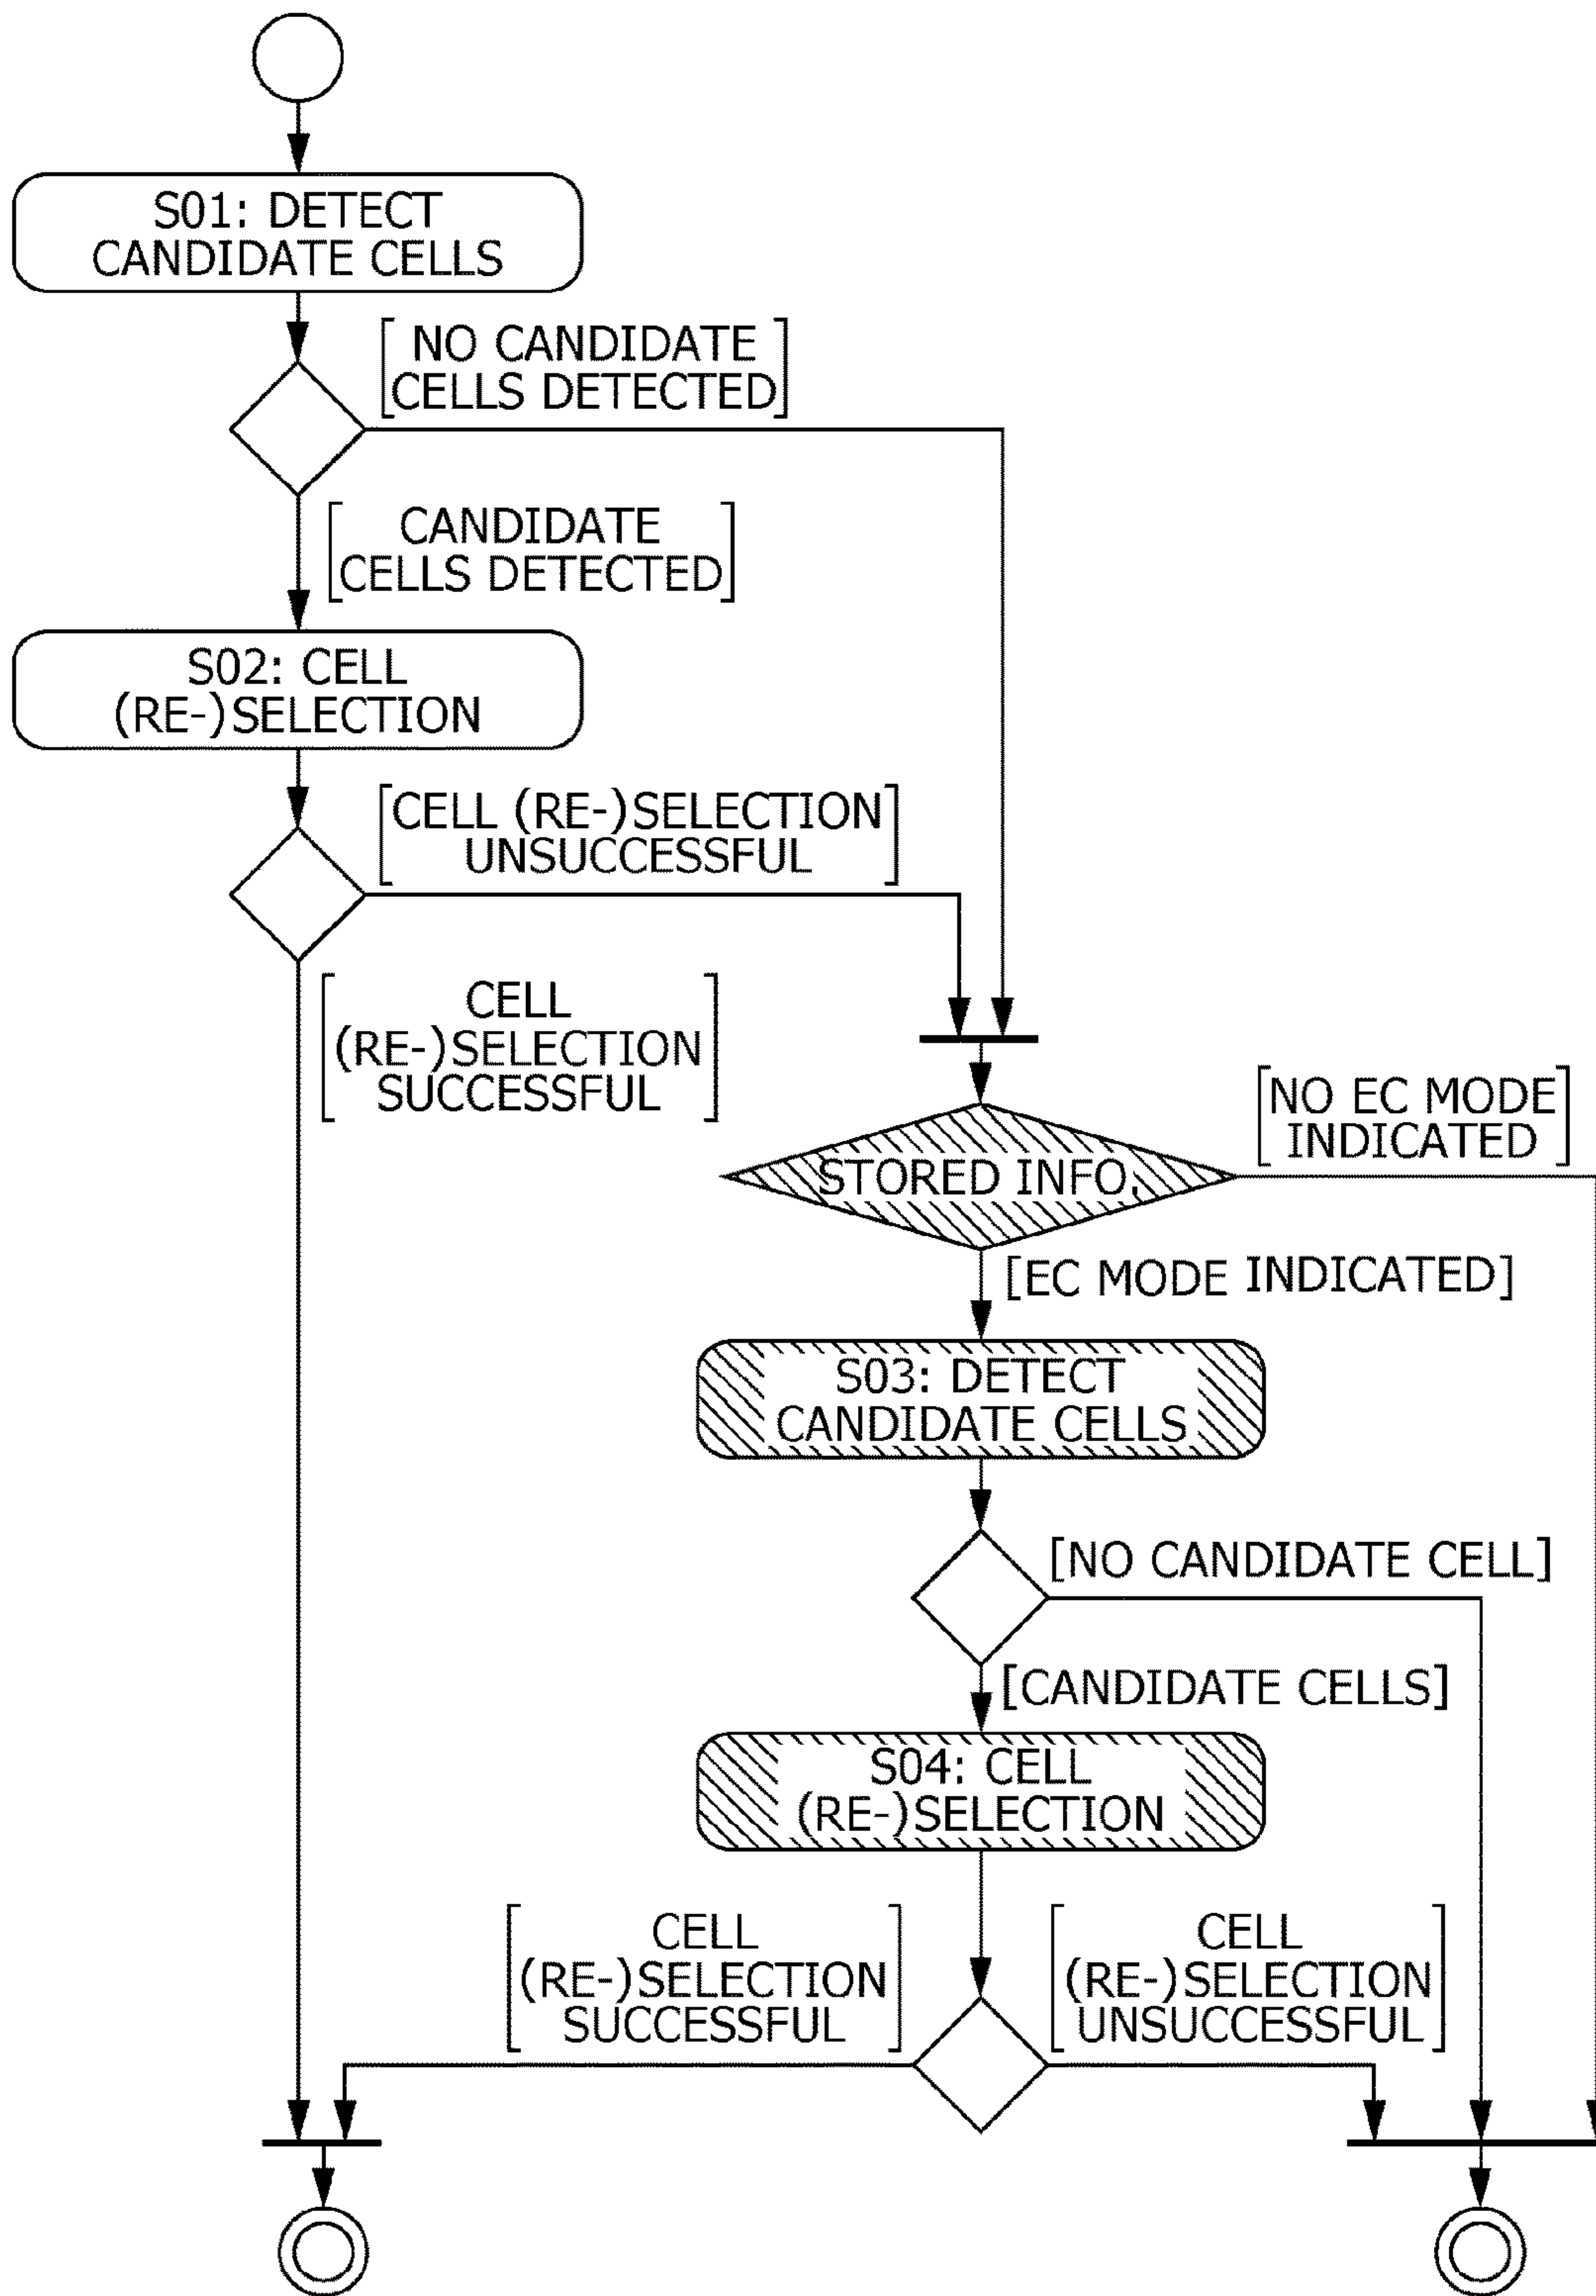 S01: DETECT
CANDIDATE CELLS
[NO CANDIDATE
CELLS DETECTED]
[CANDIDATE
CELLS DETECTED]
S02: CELL
(RE-)SELECTION
[CELL (RE-)SELECTION
UNSUCCESSFUL]
[CELL
(RE-)SELECTION
SUCCESSFUL]
[NO EC MODE
INDICATED]
STORED INFO.
[EC MODE INDICATED]
S03: DETECT
CANDIDATE CELLS
[NO CANDIDATE CELL]
[CANDIDATE CELLS]
S04: CELL
(RE-)SELECTION
[CELL
(RE-)SELECTION
SUCCESSFUL]
[CELL
(RE-)SELECTION
UNSUCCESSFUL]